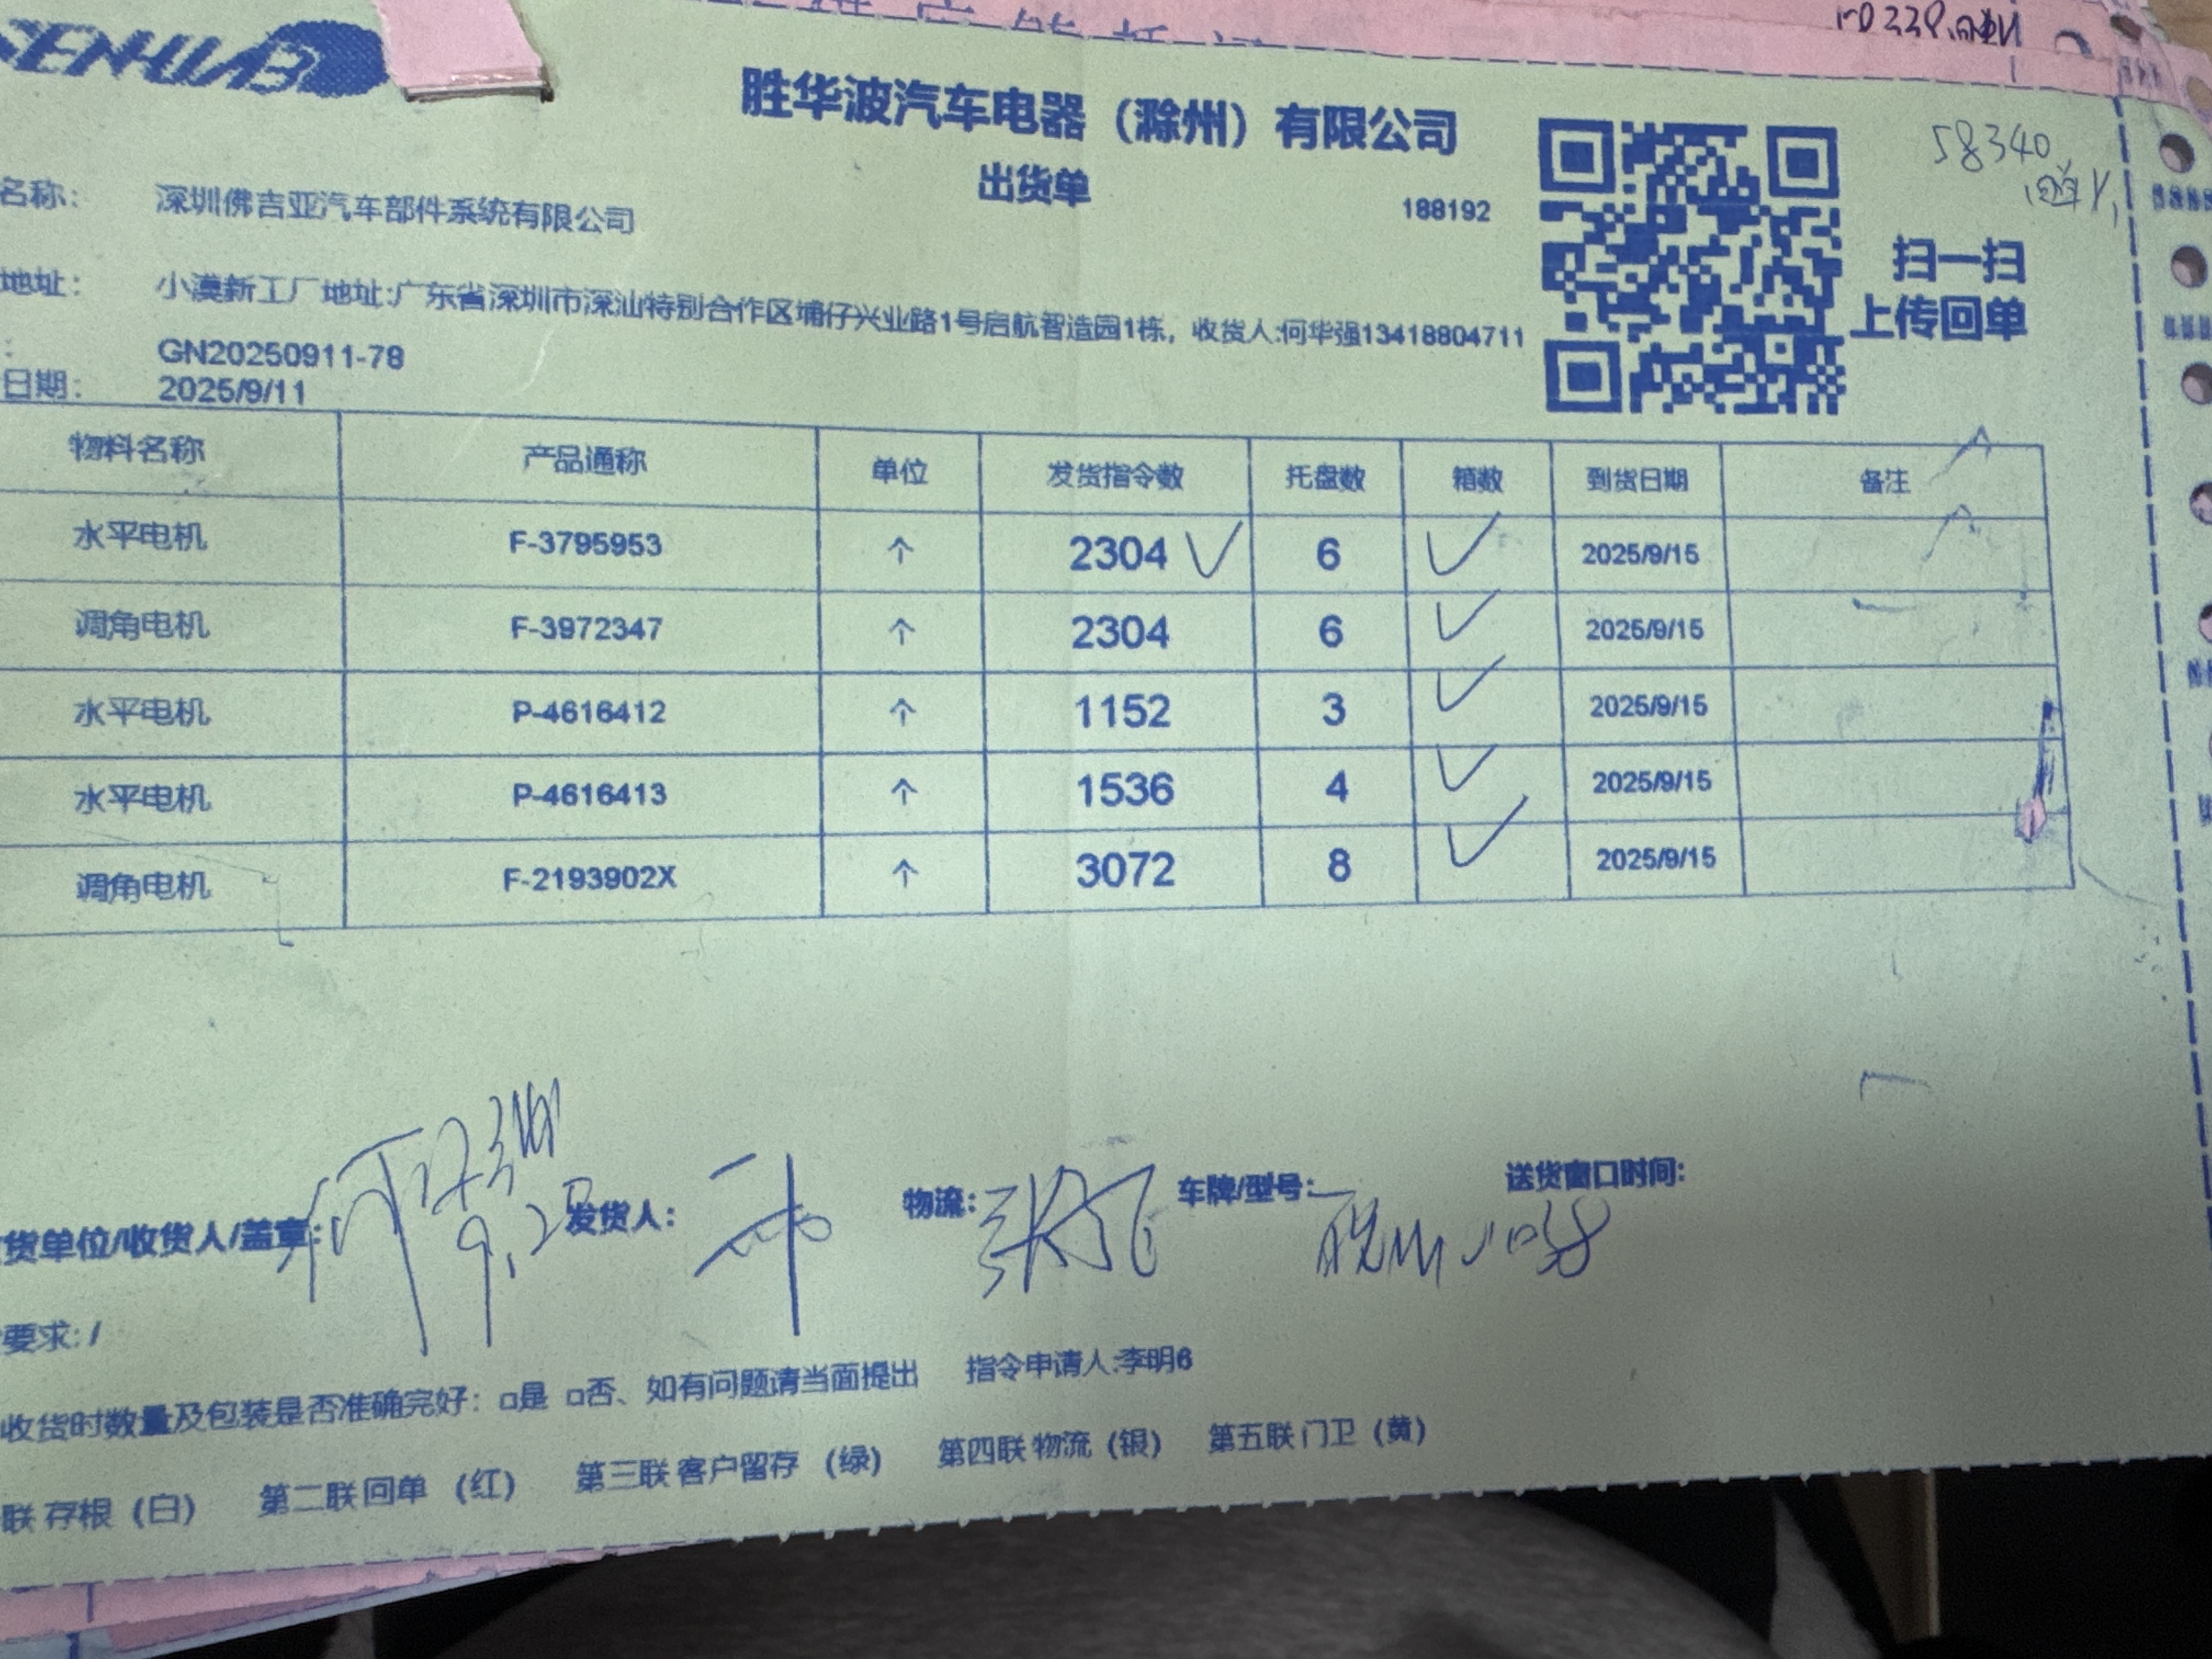 SENHWB
胜华波汽车电器（滁州）有限公司
出货单
188192
58340
名称： 深圳佛吉亚汽车部件系统有限公司
扫一扫
上传回单
地址： 小漠新工厂地址:广东省深圳市深汕特别合作区埔仔兴业路1号启航智造园1栋，收货人:何华强13418804711
: GN20250911-78
日期： 2025/9/11
物料名称 产品通称 单位 发货指令数 托盘数 箱数 到货日期 备注
水平电机 F-3795953 个 2304 ✓ 6 ✓ 2025/9/15
调角电机 F-3972347 个 2304 6 ✓ 2025/9/15
水平电机 P-4616412 个 1152 3 ✓ 2025/9/15
水平电机 P-4616413 个 1536 4 ✓ 2025/9/15
调角电机 F-2193902X 个 3072 8 ✓ 2025/9/15
货单位/收货人/盖章: 发货人: 物流: 车牌/型号: 送货窗口时间:
要求: /
收货时数量及包装是否准确完好：□是 □否、如有问题请当面提出 指令申请人:李明6
联 存根（白） 第二联 回单（红） 第三联 客户留存（绿） 第四联 物流（银） 第五联 门卫（黄）